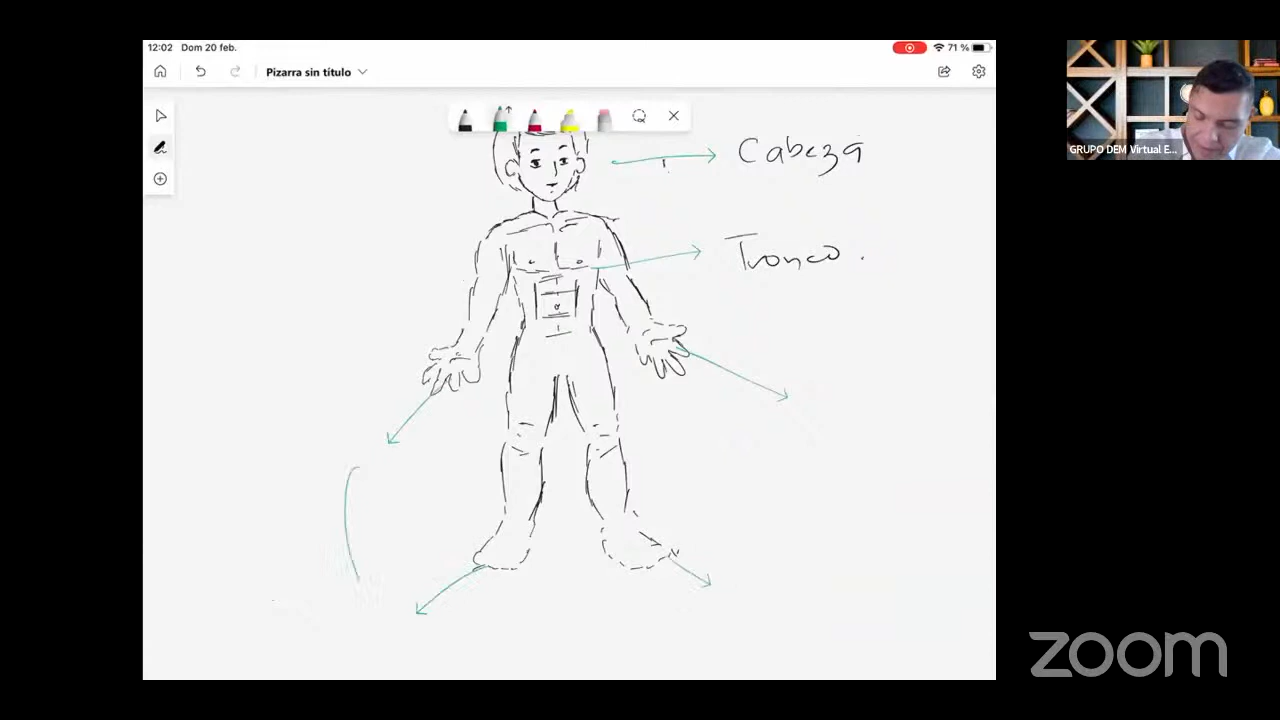 12:02 Dom 20 feb. 71 %
Pizarra sin título
Cabeza
Tronco.
GRUPO DEM Virtual E...
zoom